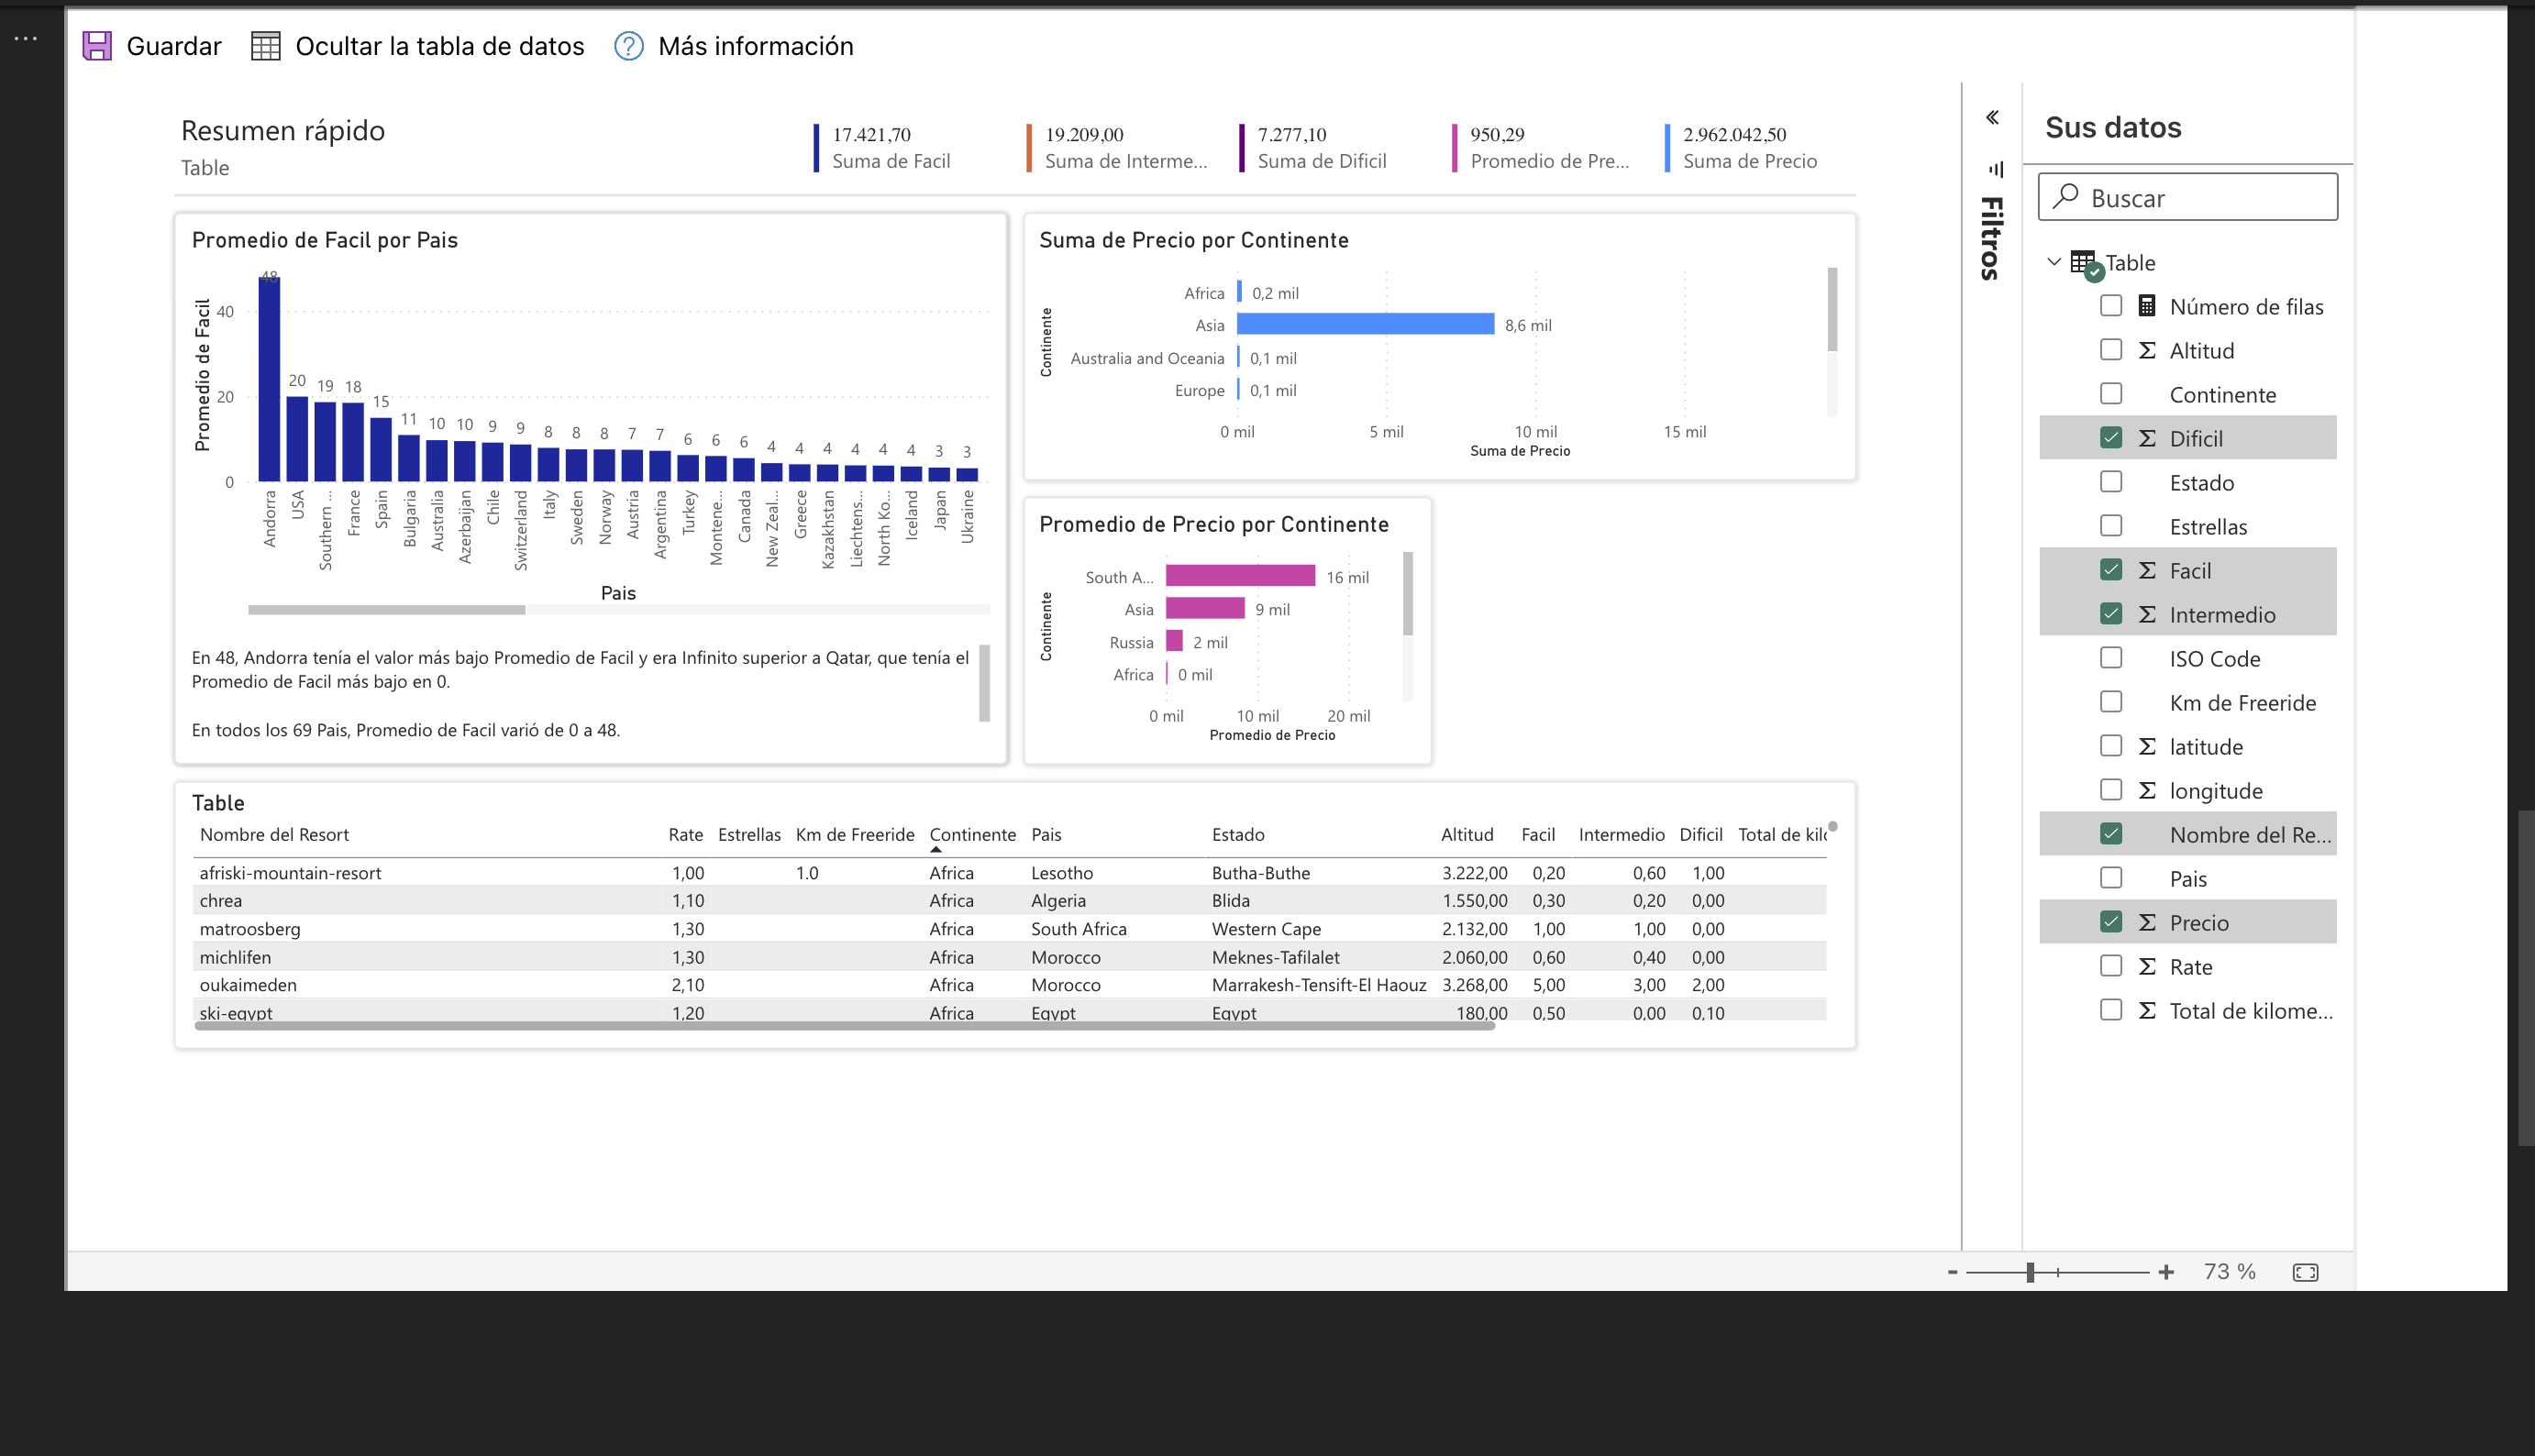 Guardar Ocultar la tabla de datos Más información
Resumen rápido
Table
17.421,70
Suma de Facil
19.209,00
Suma de Interme...
7.277,10
Suma de Dificil
950,29
Promedio de Pre...
2.962.042,50
Suma de Precio
Promedio de Facil por Pais
Promedio de Facil
40
20
0
48
20
19
18
15
11
10
10
9
9
8
8
8
7
7
6
6
6
4
4
4
4
4
4
3
3
Andorra
USA
Southern ...
France
Spain
Bulgaria
Australia
Azerbaijan
Chile
Switzerland
Italy
Sweden
Norway
Austria
Argentina
Turkey
Montene...
Canada
New Zeal...
Greece
Kazakhstan
Liechtens...
North Ko...
Iceland
Japan
Ukraine
Pais
En 48, Andorra tenía el valor más bajo Promedio de Facil y era Infinito superior a Qatar, que tenía el
Promedio de Facil más bajo en 0.
En todos los 69 Pais, Promedio de Facil varió de 0 a 48.
Suma de Precio por Continente
Continente
Africa 0,2 mil
Asia 8,6 mil
Australia and Oceania 0,1 mil
Europe 0,1 mil
0 mil 5 mil 10 mil 15 mil
Suma de Precio
Promedio de Precio por Continente
Continente
South A... 16 mil
Asia 9 mil
Russia 2 mil
Africa 0 mil
0 mil 10 mil 20 mil
Promedio de Precio
Table
Nombre del Resort Rate Estrellas Km de Freeride Continente Pais Estado Altitud Facil Intermedio Dificil Total de kilo
afriski-mountain-resort 1,00 1.0 Africa Lesotho Butha-Buthe 3.222,00 0,20 0,60 1,00
chrea 1,10 Africa Algeria Blida 1.550,00 0,30 0,20 0,00
matroosberg 1,30 Africa South Africa Western Cape 2.132,00 1,00 1,00 0,00
michlifen 1,30 Africa Morocco Meknes-Tafilalet 2.060,00 0,60 0,40 0,00
oukaimeden 2,10 Africa Morocco Marrakesh-Tensift-El Haouz 3.268,00 5,00 3,00 2,00
ski-egypt 1,20 Africa Egypt Egypt 180,00 0,50 0,00 0,10
Filtros
Sus datos
Buscar
Table
Número de filas
Altitud
Continente
Dificil
Estado
Estrellas
Facil
Intermedio
ISO Code
Km de Freeride
latitude
longitude
Nombre del Re...
Pais
Precio
Rate
Total de kilome...
73 %